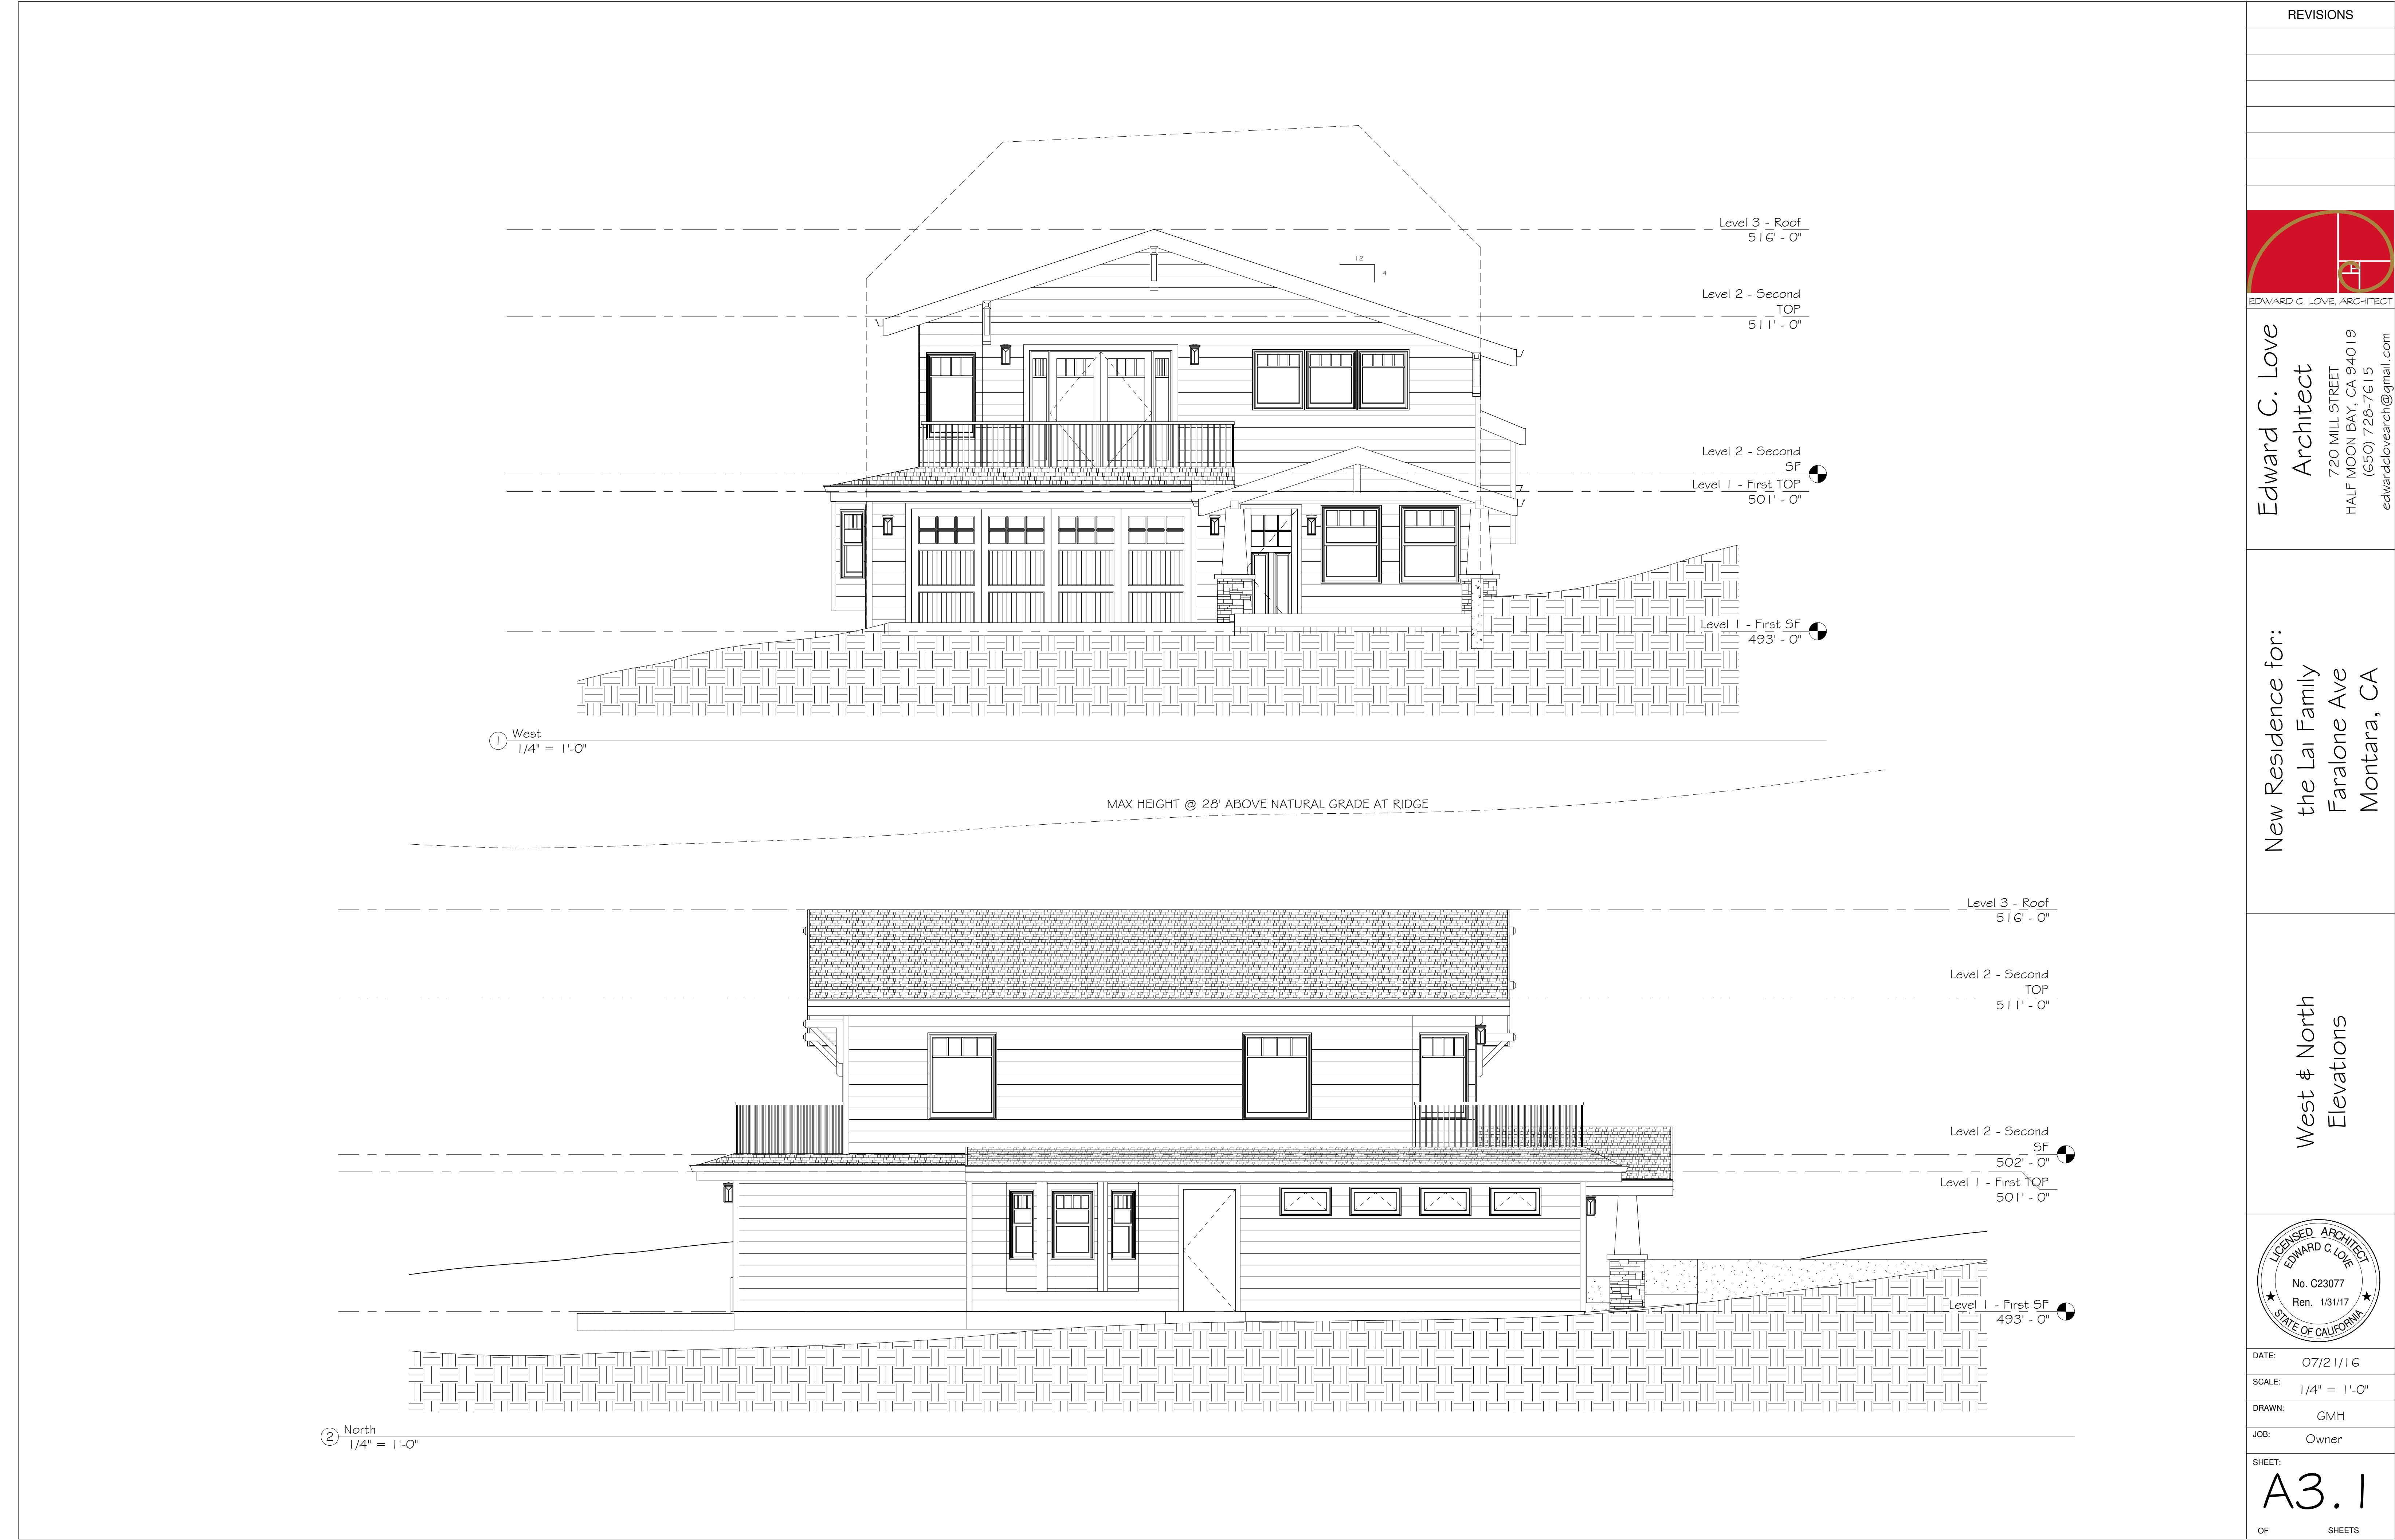 REVISIONS
EDWARD C. LOVE, ARCHITECT
Edward C. Love
Architect
720 MILL STREET
HALF MOON BAY, CA 94019
(650) 728-7615
edwardclovearch@gmail.com
New Residence for:
the Lai Family
Faralone Ave
Montara, CA
West & North
Elevations
LICENSED ARCHITECT
EDWARD C. LOVE
No. C23077
Ren. 1/31/17
STATE OF CALIFORNIA
DATE:
07/21/16
SCALE:
1/4" = 1'-0"
DRAWN:
GMH
JOB:
Owner
SHEET:
A3.1
OF SHEETS
Level 3 - Roof
516' - 0"
12
4
Level 2 - Second
TOP
511' - 0"
Level 2 - Second
SF
Level 1 - First TOP
501' - 0"
Level 1 - First SF
493' - 0"
1
West
1/4" = 1'-0"
MAX HEIGHT @ 28' ABOVE NATURAL GRADE AT RIDGE
Level 3 - Roof
516' - 0"
Level 2 - Second
TOP
511' - 0"
Level 2 - Second
SF
502' - 0"
Level 1 - First TOP
501' - 0"
Level 1 - First SF
493' - 0"
2
North
1/4" = 1'-0"